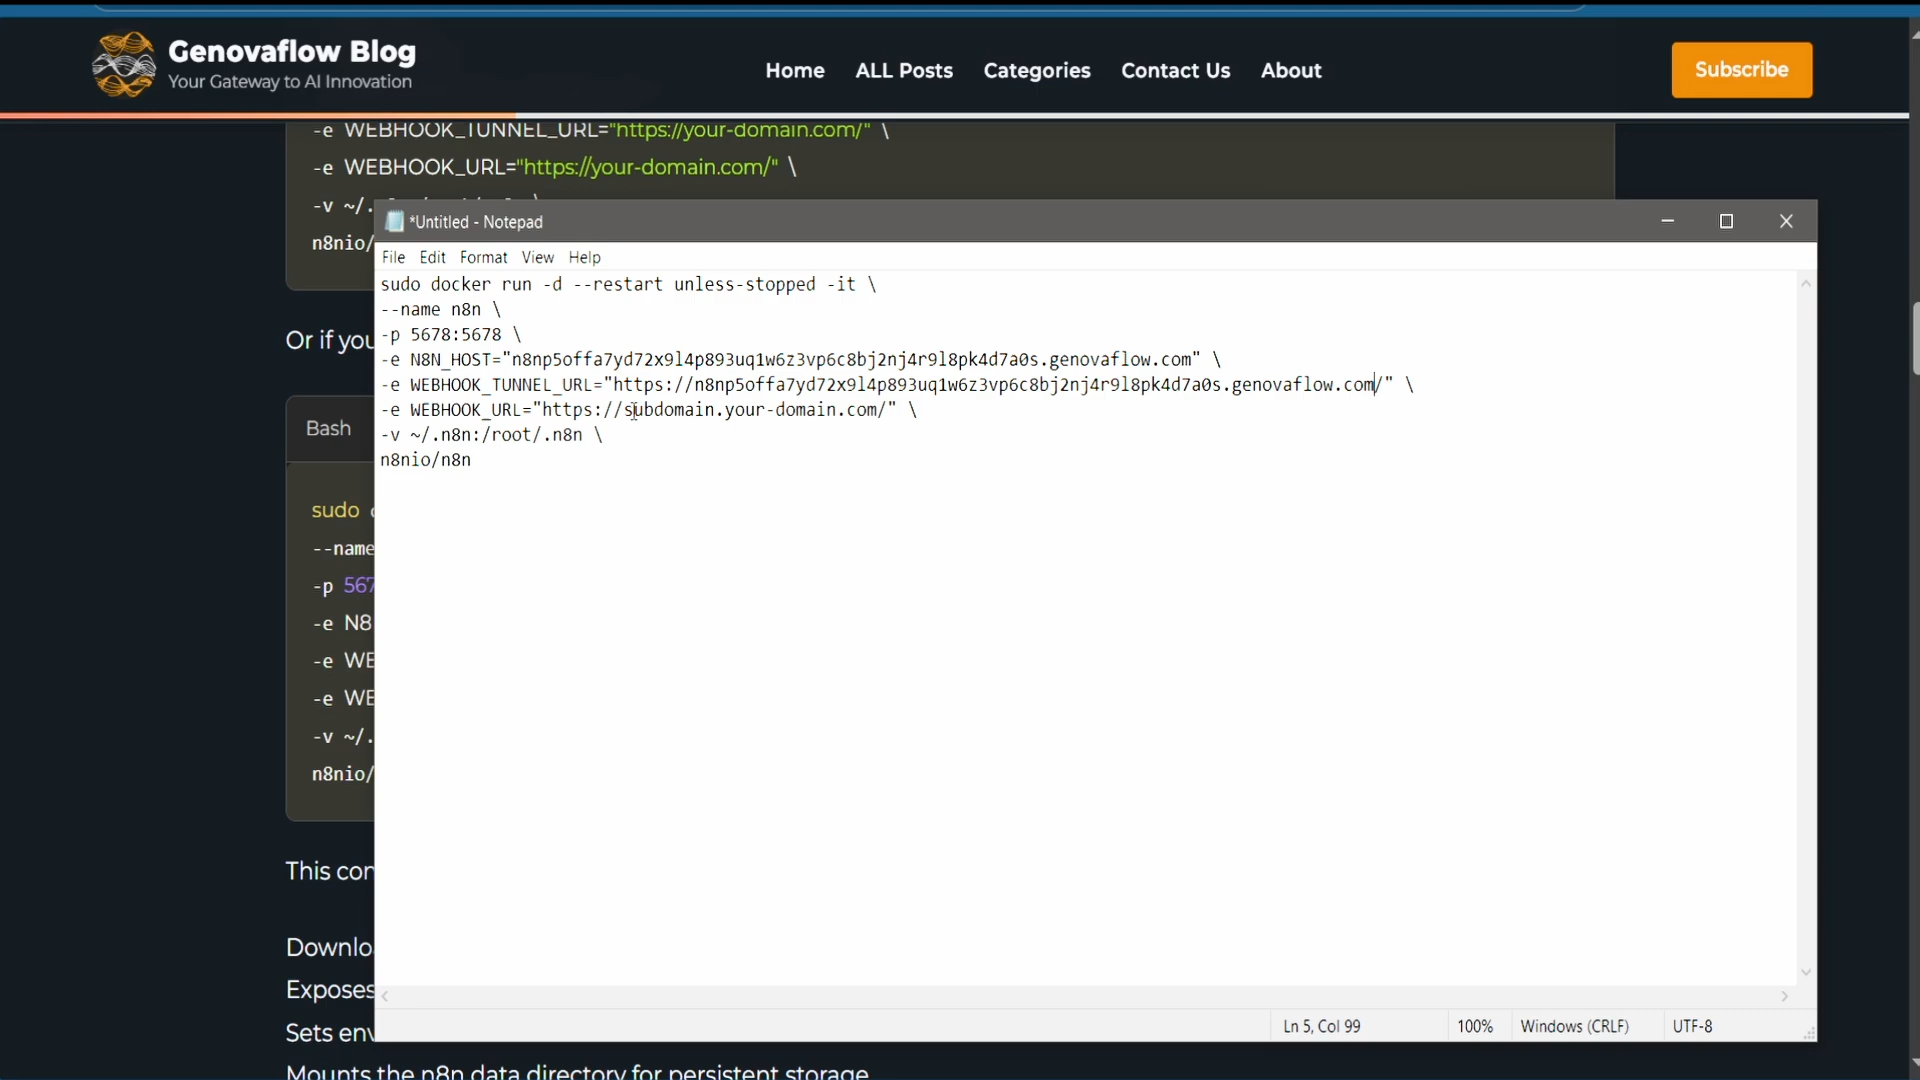 Genovaflow Blog
Your Gateway to AI Innovation
Home ALL Posts Categories Contact Us About
Subscribe
-e WEBHOOK_TUNNEL_URL="https://your-domain.com/" \
-e WEBHOOK_URL="https://your-domain.com/" \
-v ~/.
n8nio/
*Untitled - Notepad
File Edit Format View Help
sudo docker run -d --restart unless-stopped -it \
--name n8n \
-p 5678:5678 \
-e N8N_HOST="n8np5offa7yd72x9l4p893uq1w6z3vp6c8bj2nj4r9l8pk4d7a0s.genovaflow.com" \
-e WEBHOOK_TUNNEL_URL="https://n8np5offa7yd72x9l4p893uq1w6z3vp6c8bj2nj4r9l8pk4d7a0s.genovaflow.com/" \
-e WEBHOOK_URL="https://subdomain.your-domain.com/" \
-v ~/.n8n:/root/.n8n \
n8nio/n8n
Or if you
Bash
sudo
--name
-p 567
-e N8
-e WE
-e WE
-v ~/.
n8nio/
This con
Downlo
Exposes
Sets env
Mounts the n8n data directory for persistent storage
Ln 5, Col 99 100% Windows (CRLF) UTF-8